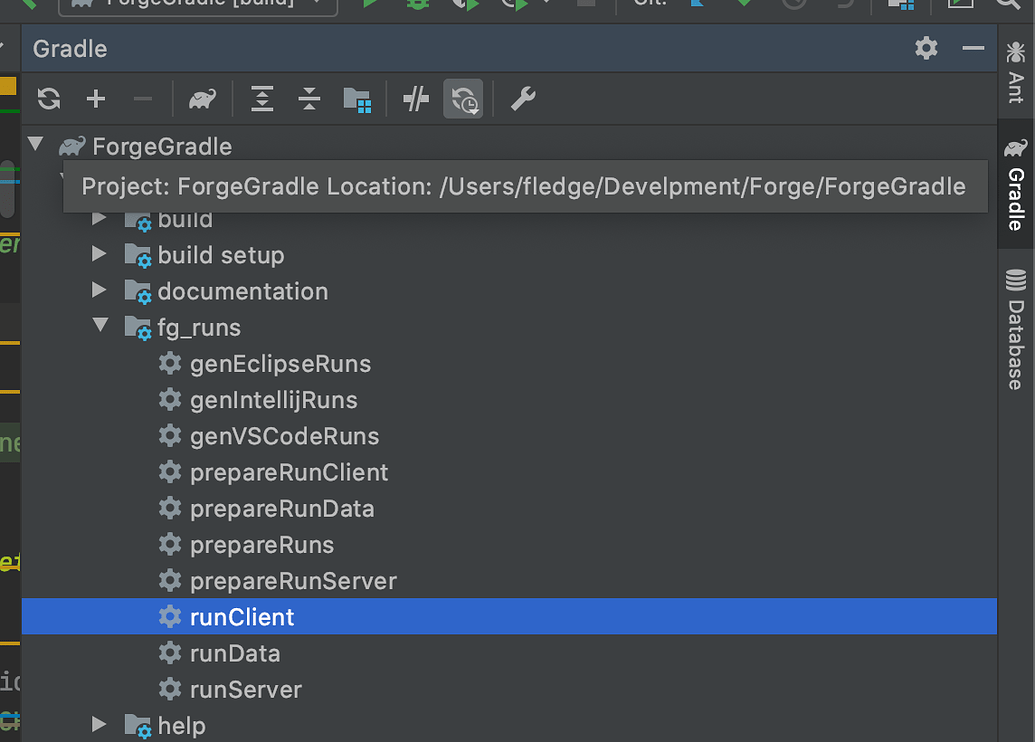 ForgeGradle [build]
Git:
Gradle
ForgeGradle
Project: ForgeGradle Location: /Users/fledge/Develpment/Forge/ForgeGradle
build
build setup
documentation
fg_runs
genEclipseRuns
genIntellijRuns
genVSCodeRuns
prepareRunClient
prepareRunData
prepareRuns
prepareRunServer
runClient
runData
runServer
help
Ant
Gradle
Database